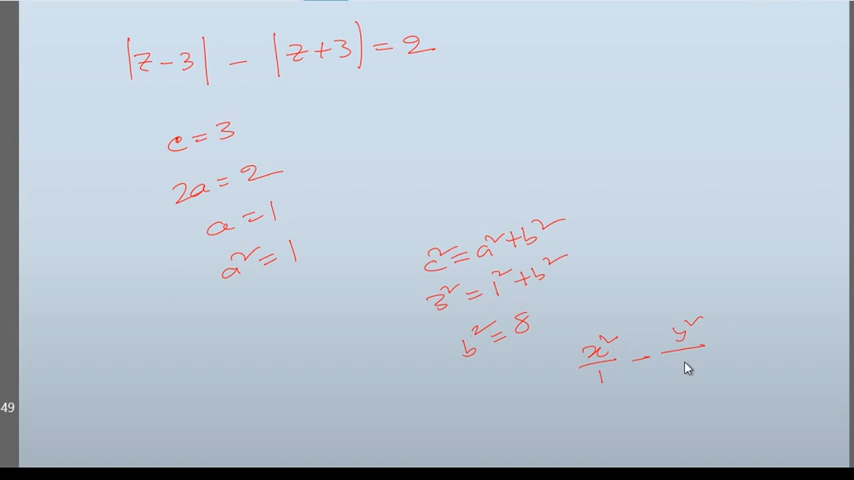 |z-3| - |z+3| = 2
c = 3
2a = 2
a = 1
a² = 1
c² = a² + b²
3² = 1² + b²
b² = 8
x²/1 - y²/
49